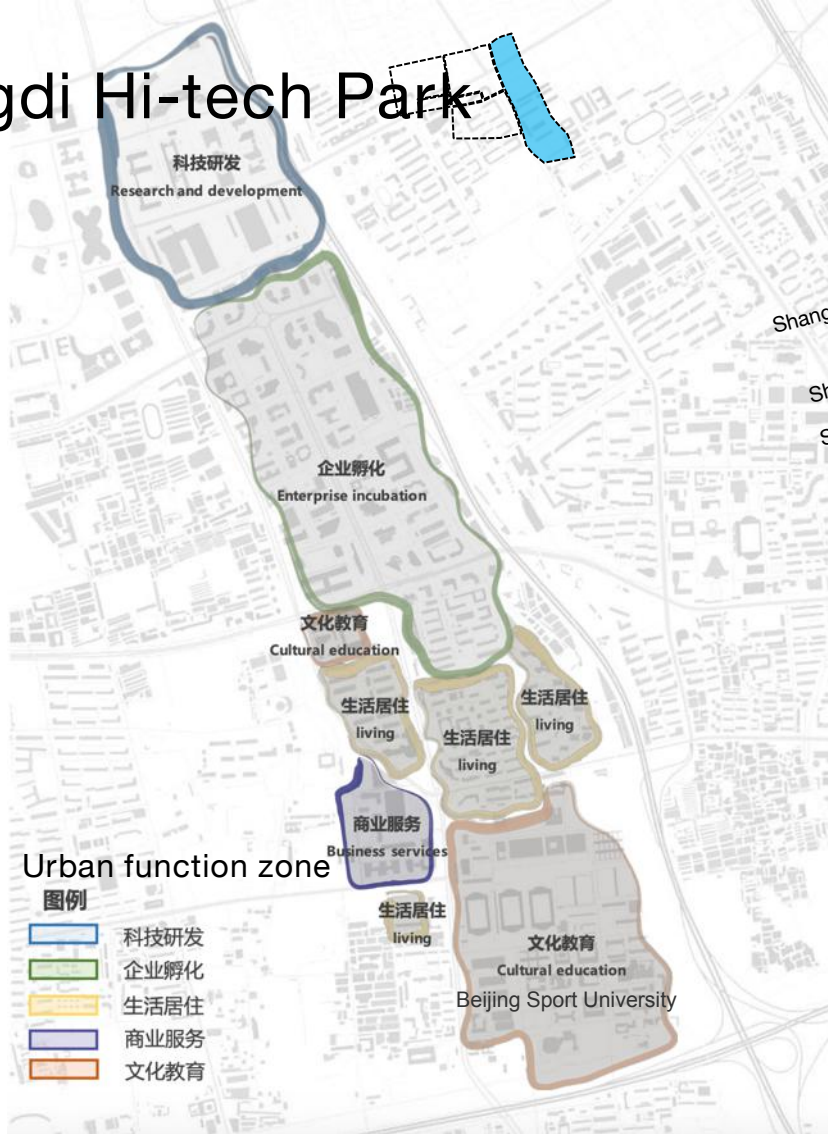 gdi Hi-tech Park
科技研发
Research and development
Shang
Sh
S
企业孵化
Enterprise incubation
文化教育
Cultural education
生活居住
living
生活居住
living
生活居住
living
商业服务
Business services
生活居住
living
文化教育
Cultural education
Beijing Sport University
Urban function zone
图例
科技研发
企业孵化
生活居住
商业服务
文化教育